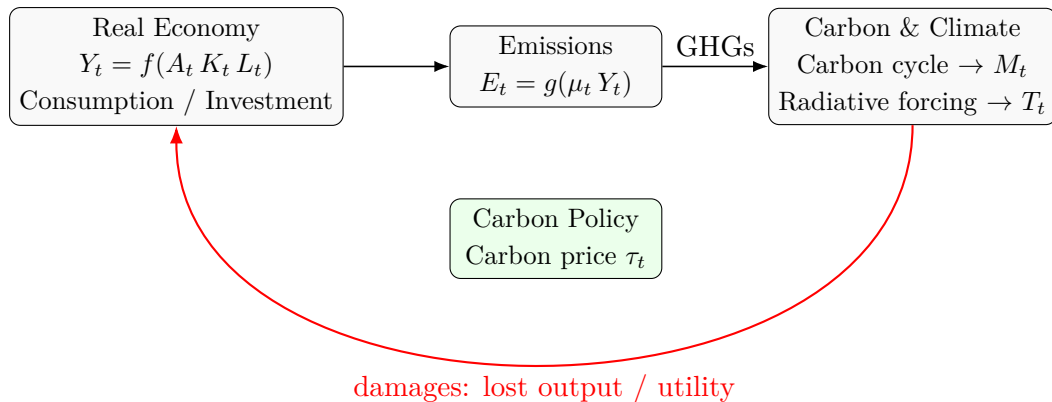 Real Economy
Y_t = f(A_t K_t L_t)
Consumption / Investment
Emissions
E_t = g(μ_t Y_t)
GHGs
Carbon & Climate
Carbon cycle → M_t
Radiative forcing → T_t
Carbon Policy
Carbon price τ_t
damages: lost output / utility